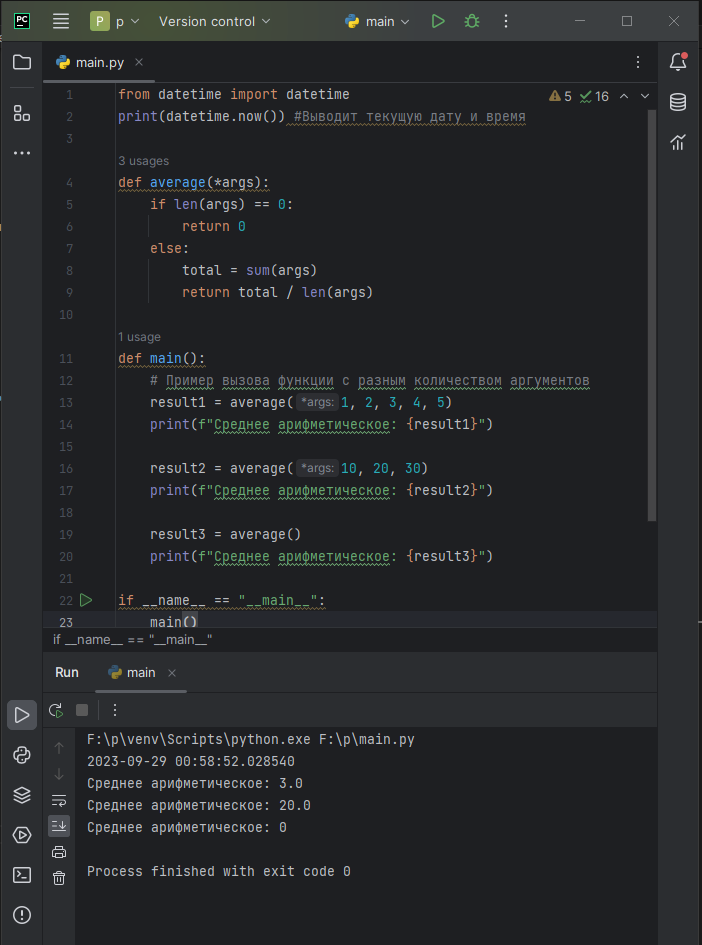 PC P p Version control main
main.py
1 from datetime import datetime 5 16
2 print(datetime.now()) #Выводит текущую дату и время
3
3 usages
4 def average(*args):
5 if len(args) == 0:
6 return 0
7 else:
8 total = sum(args)
9 return total / len(args)
10
1 usage
11 def main():
12 # Пример вызова функции с разным количеством аргументов
13 result1 = average( *args: 1, 2, 3, 4, 5)
14 print(f"Среднее арифметическое: {result1}")
15
16 result2 = average( *args: 10, 20, 30)
17 print(f"Среднее арифметическое: {result2}")
18
19 result3 = average()
20 print(f"Среднее арифметическое: {result3}")
21
22 if __name__ == "__main__":
23 main()
if __name__ == "__main__"
Run main
F:\p\venv\Scripts\python.exe F:\p\main.py
2023-09-29 00:58:52.028540
Среднее арифметическое: 3.0
Среднее арифметическое: 20.0
Среднее арифметическое: 0
Process finished with exit code 0